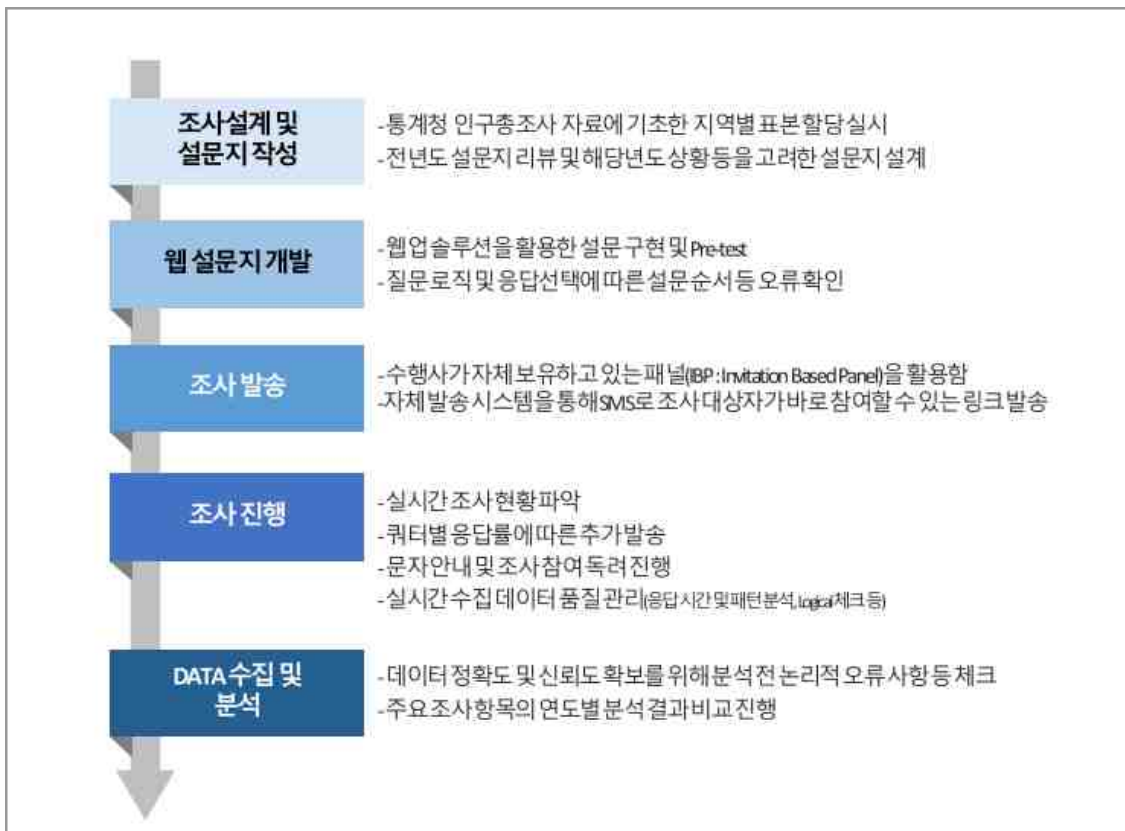 조사 설계 및
설문지 작성
- 통계청 인구총조사 자료에 기초한 지역별 표본 할당 실시
- 전년도 설문지 리뷰 및 해당년도 상황 등을 고려한 설문지 설계
웹 설문지 개발
- 웹업 솔루션을 활용한 설문 구현 및 Pre-test
- 질문 로직 및 응답 선택에 따른 설문 순서 등 오류 확인
조사 발송
- 수행사가 자체 보유하고 있는 패널(IBP : Invitation Based Panel)을 활용함
- 자체 발송 시스템을 통해 SMS로 조사 대상자가 바로 참여할 수 있는 링크 발송
조사 진행
- 실시간 조사 현황 파악
- 쿼터별 응답률에 따른 추가 발송
- 문자 안내 및 조사 참여 독려 진행
- 실시간 수집 데이터 품질 관리(응답 시간 및 패턴 분석, Logical 체크 등)
DATA 수집 및
분석
- 데이터 정확도 및 신뢰도 확보를 위해 분석 전 논리적 오류 사항 등 체크
- 주요 조사 항목의 연도별 분석 결과 비교 진행